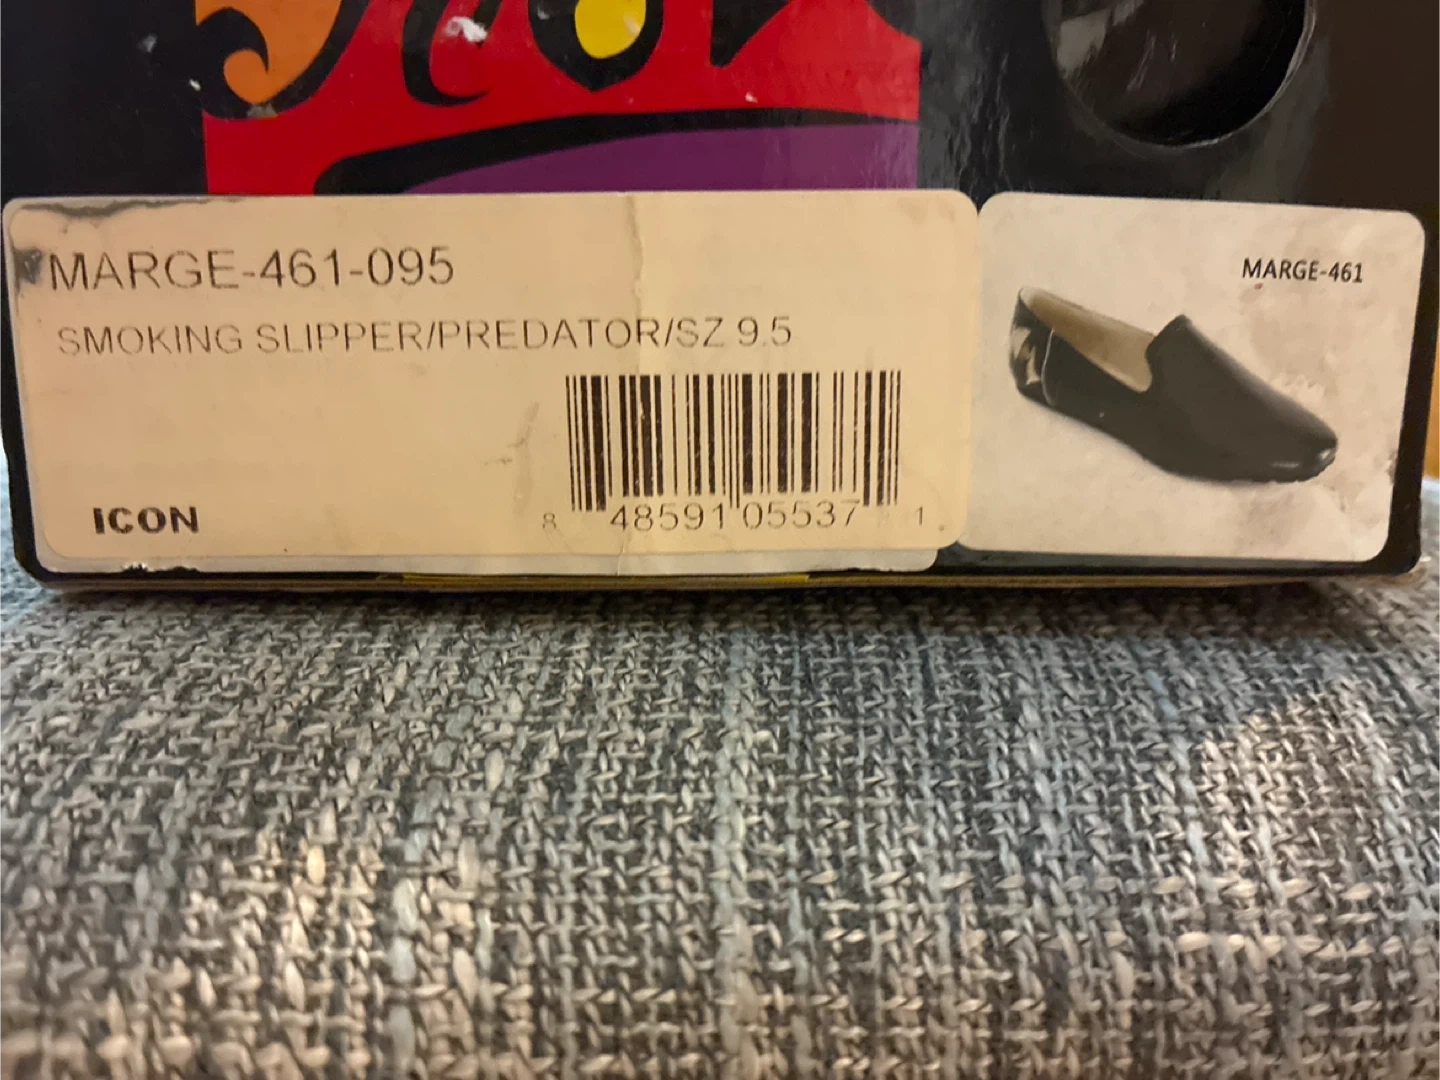 MARGE-461-095
SMOKING SLIPPER/PREDATOR/SZ 9.5
ICON
8 48591 05537 1
MARGE-461